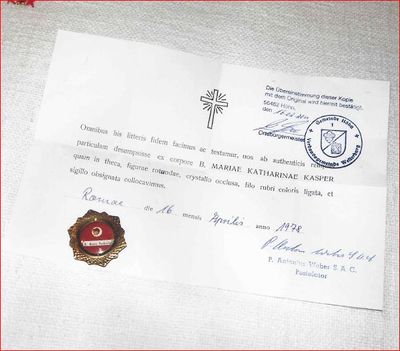 Die Übereinstimmung dieser Kopie
mit dem Original wird hiermit bestätigt.
56462 Höhn,
den
Ortsbürgermeister
Gemeinde Höhn
Verbandsgemeinde Westerburg
1
Omnibus his litteris fidem facimus ac testamur, nos ab authenticis
particulam desumpsisse ex corpore B. MARIAE KATHARINAE KASPER
quam in theca, figurae rotundae, crystallo occlusa, filo rubri coloris ligata, et
sigillo obsignata collocavimus.
Romae die 16 mensis Aprilis anno 1978
P. Antonius Weber S. A. C.
Postulator